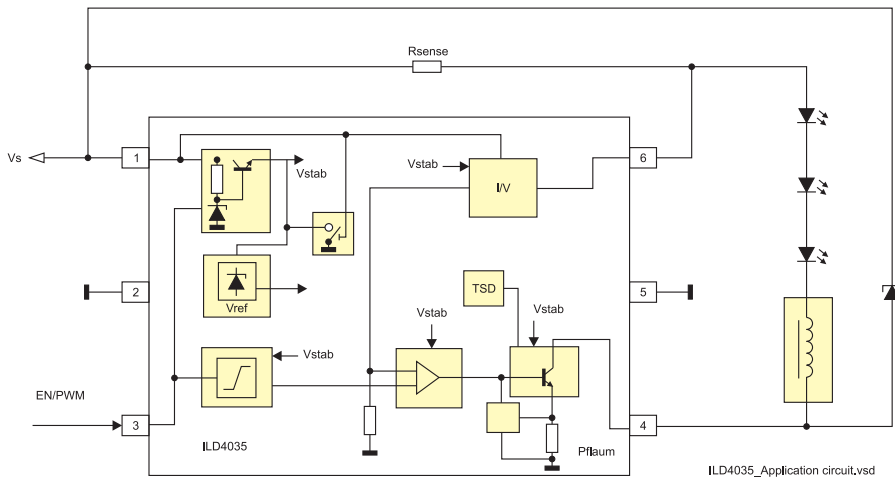 Rsense
Vs
1
Vstab
Vstab
I/V
6
2
Vref
TSD
5
Vstab
Vstab
Vstab
EN/PWM
3
4
ILD4035
Pflaum
ILD4035_Application circuit.vsd